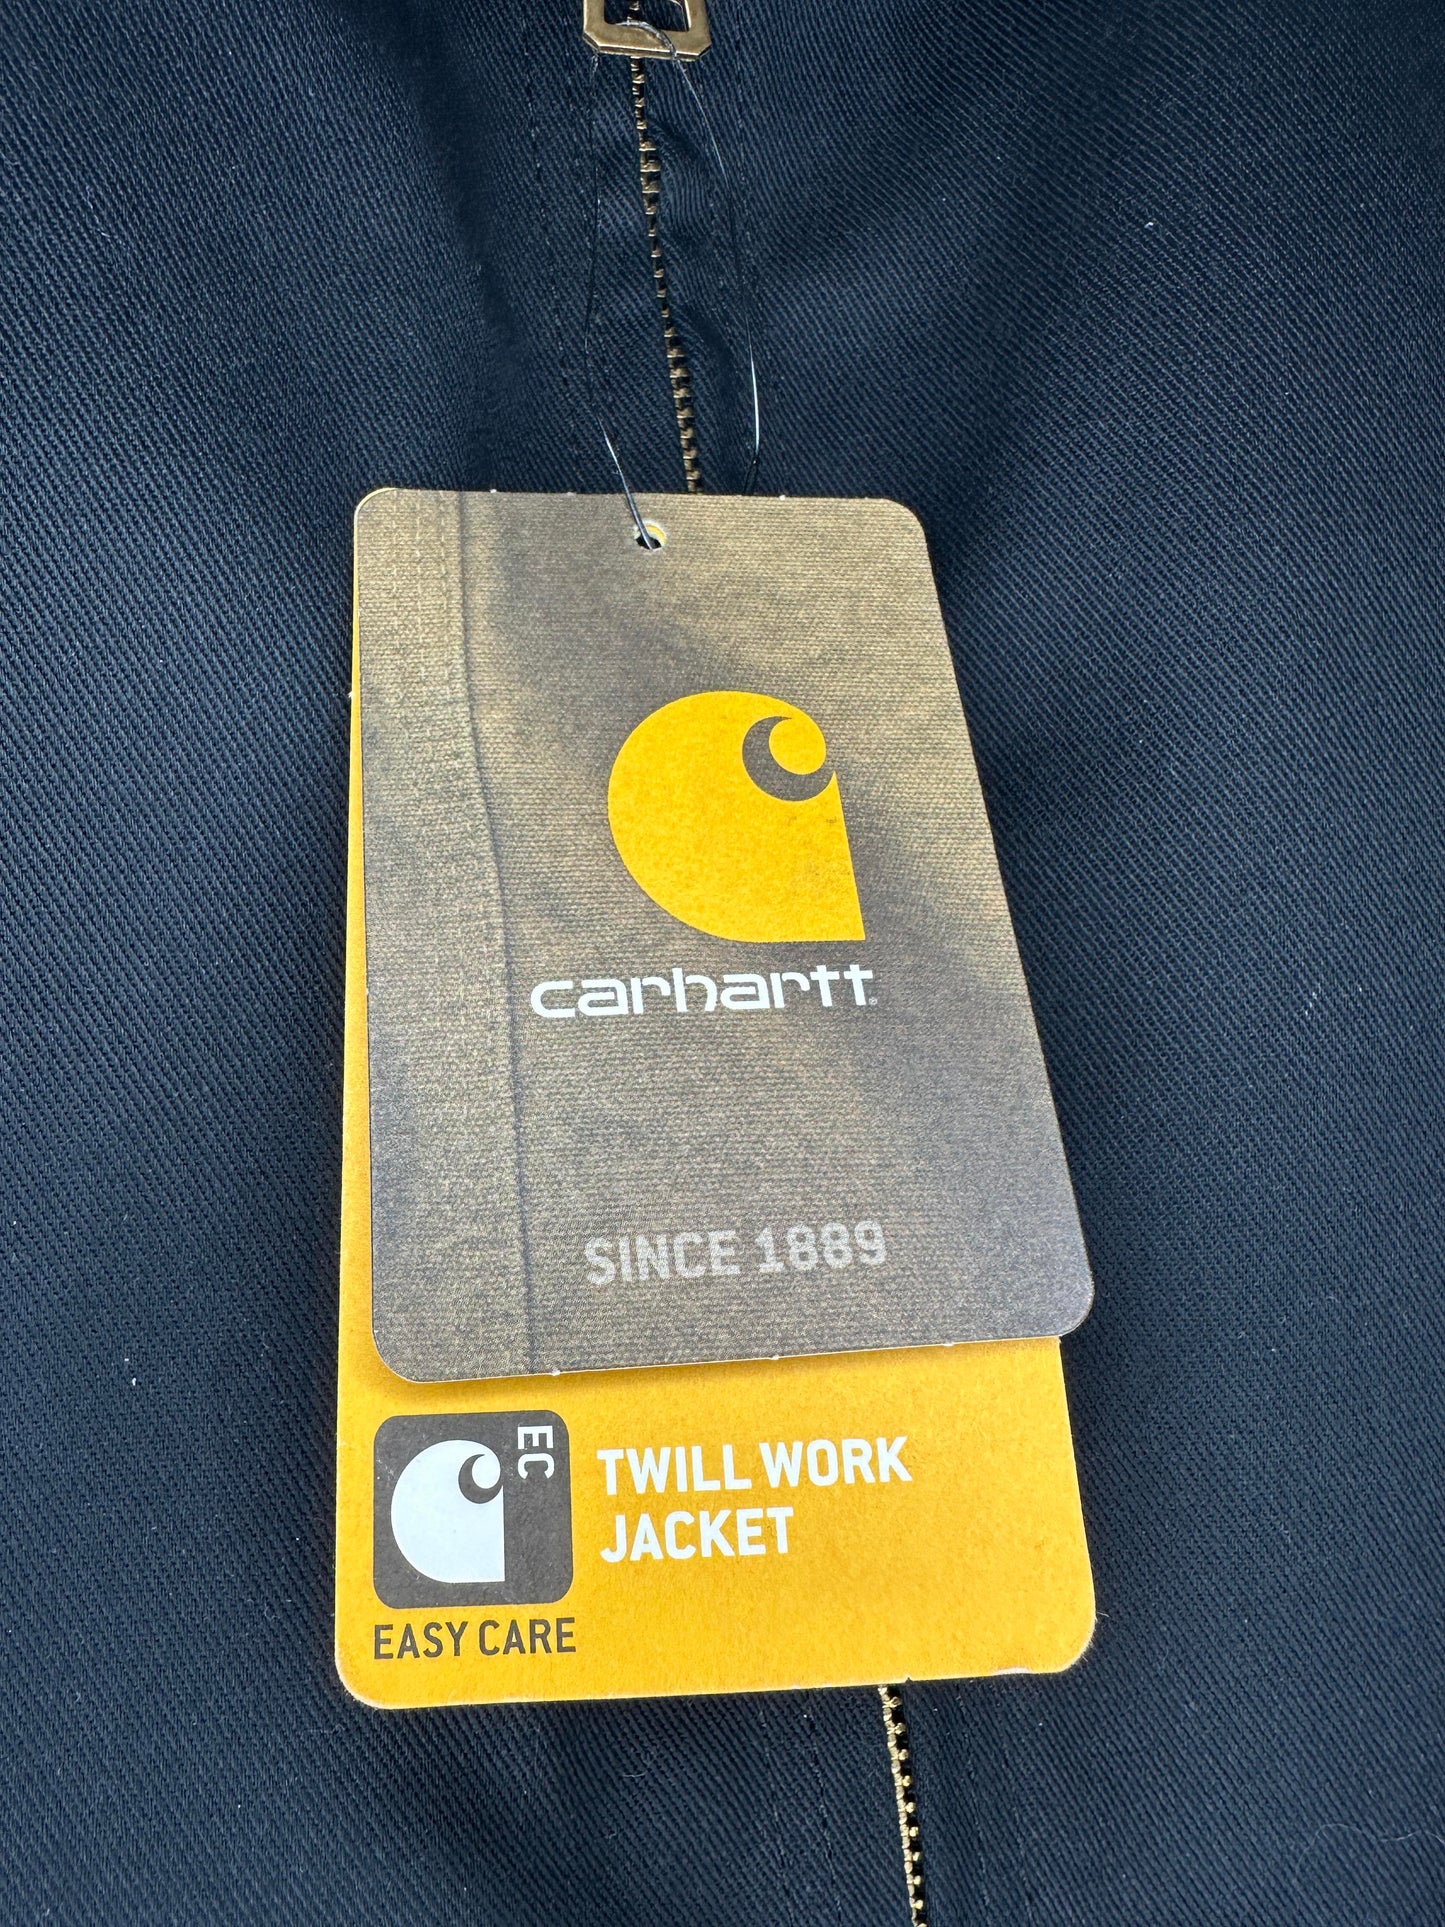 carhartt®
SINCE 1889
EC
TWILL WORK
JACKET
EASY CARE